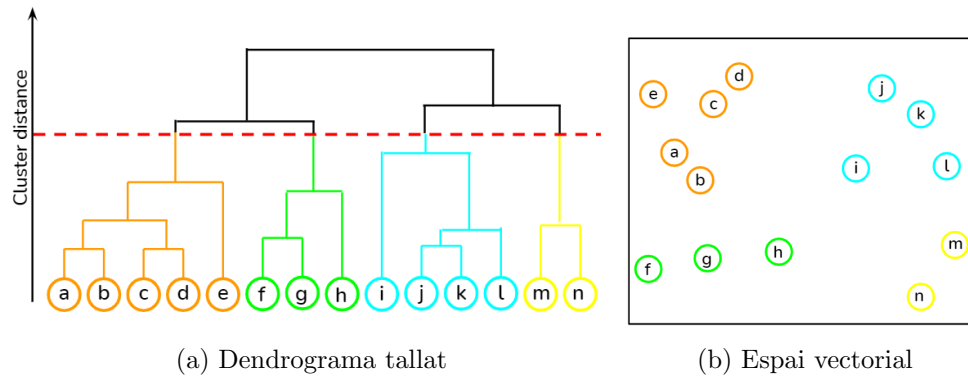 Cluster distance
a b c d e f g h i j k l m n
d
e
j
c
k
a
i
l
b
m
g
h
f
n
(a) Dendrograma tallat
(b) Espai vectorial